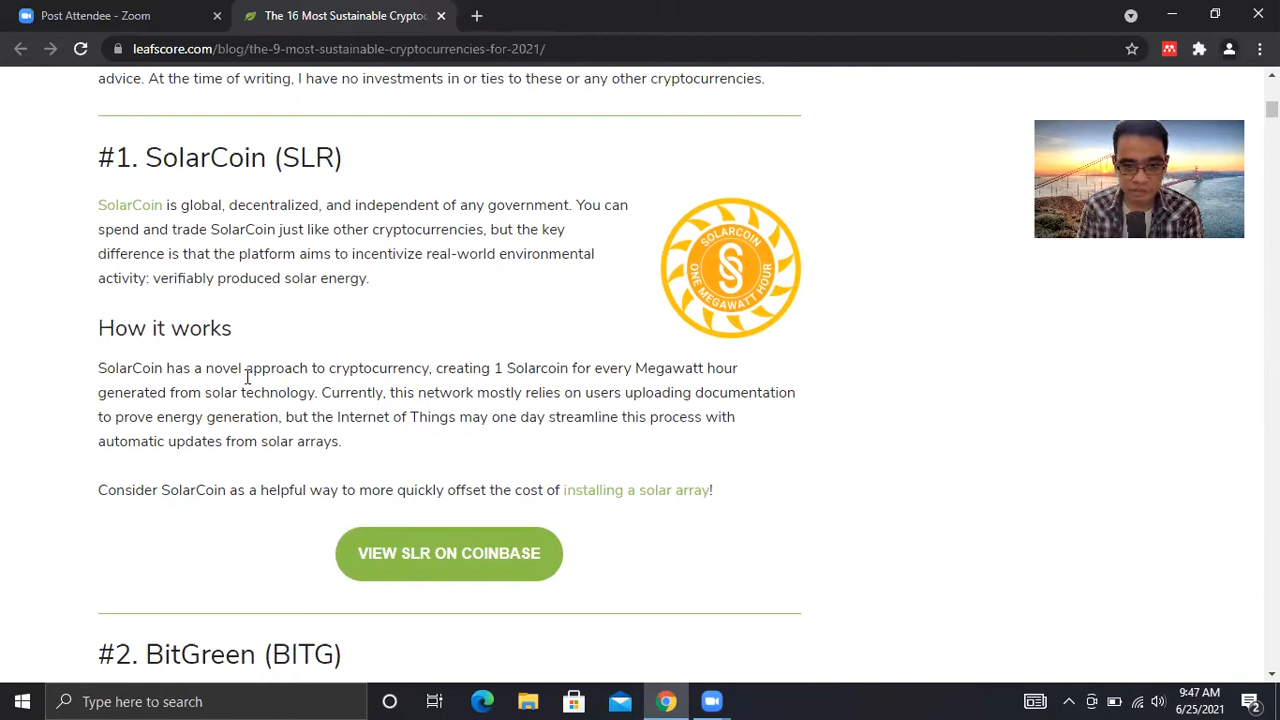 Post Attendee - Zoom
The 16 Most Sustainable Cryptoc
leafscore.com/blog/the-9-most-sustainable-cryptocurrencies-for-2021/
advice. At the time of writing, I have no investments in or ties to these or any other cryptocurrencies.
#1. SolarCoin (SLR)
SolarCoin is global, decentralized, and independent of any government. You can
spend and trade SolarCoin just like other cryptocurrencies, but the key
difference is that the platform aims to incentivize real-world environmental
activity: verifiably produced solar energy.
SOLARCOIN
ONE MEGAWATT HOUR
How it works
SolarCoin has a novel approach to cryptocurrency, creating 1 Solarcoin for every Megawatt hour
generated from solar technology. Currently, this network mostly relies on users uploading documentation
to prove energy generation, but the Internet of Things may one day streamline this process with
automatic updates from solar arrays.
Consider SolarCoin as a helpful way to more quickly offset the cost of installing a solar array!
VIEW SLR ON COINBASE
#2. BitGreen (BITG)
Type here to search
9:47 AM
6/25/2021
2